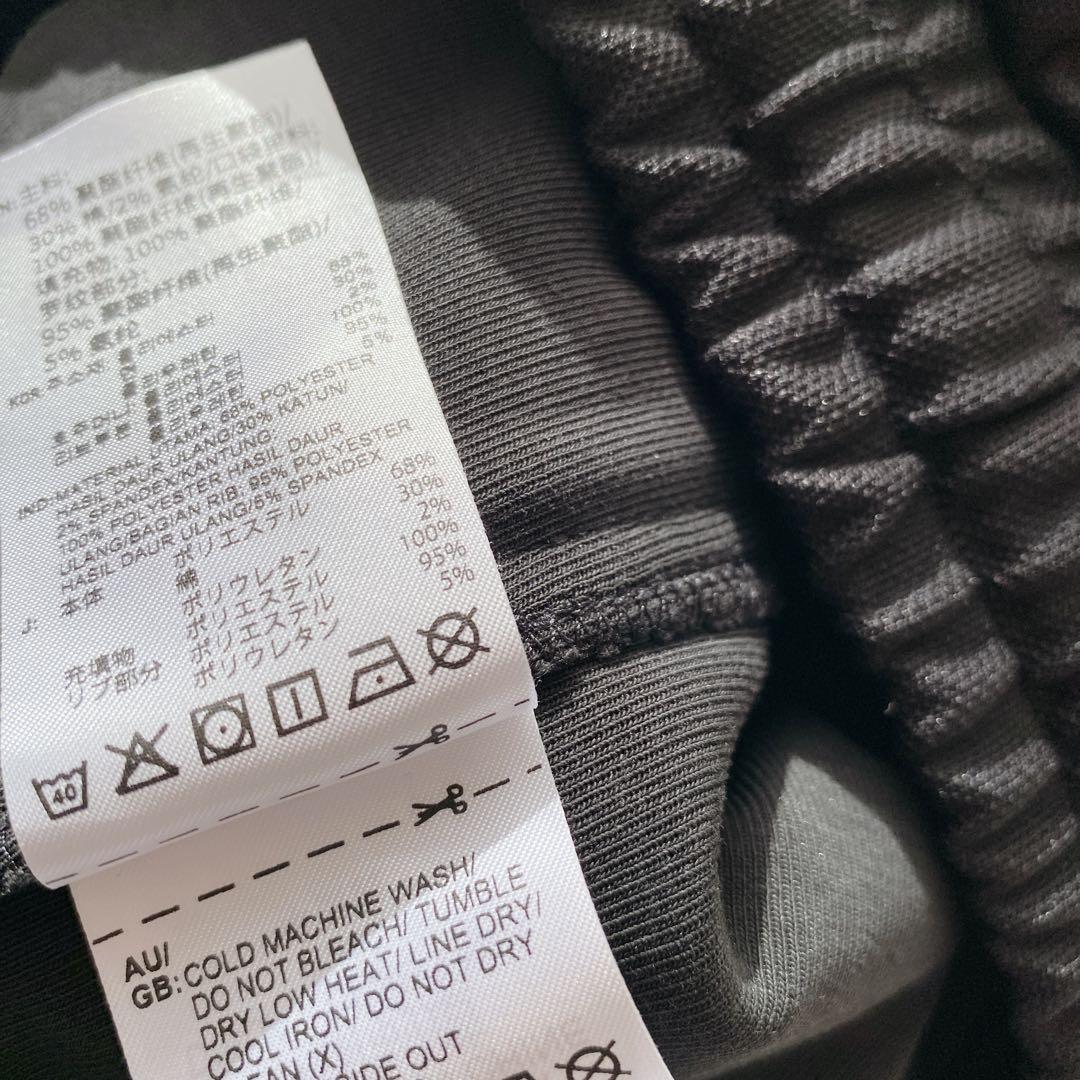 N: 主料:
68% 聚酯纤维(再生聚酯)/
30% 棉/2% 氨纶/口袋面料:
100% 聚酯纤维(再生聚酯)/
填充物: 100% 聚酯纤维/
罗纹部分:
95% 聚酯纤维(再生聚酯)/
5% 氨纶
KOR 68%
30%
2%
100%
95%
5%
IND-MATERIAL UTAMA 68% POLYESTER
HASIL DAUR ULANG/30% KATUN/
2% SPANDEX/KANTUNG
100% POLYESTER HASIL DAUR
ULANG/BAGIAN RIB, 95% POLYESTER
HASIL DAUR ULANG/5% SPANDEX
J: 本体 ポリエステル 68%
綿 30%
ポリウレタン 2%
充填物 ポリエステル 100%
リブ部分 ポリエステル 95%
ポリウレタン 5%
40
AU/
GB: COLD MACHINE WASH/
DO NOT BLEACH/ TUMBLE
DRY LOW HEAT/ LINE DRY/
COOL IRON/ DO NOT DRY
(X)
OUT